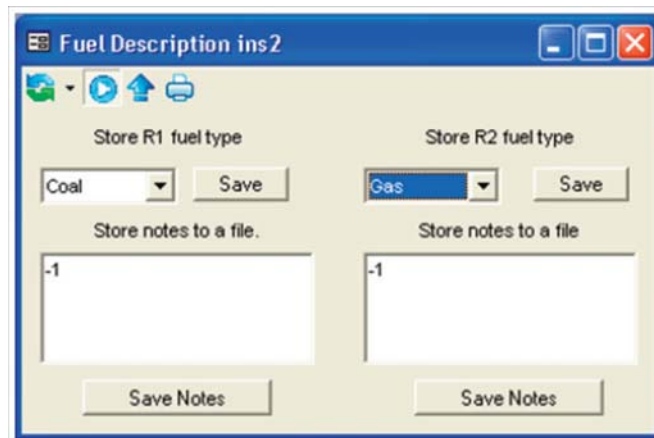 Fuel Description ins2
Store R1 fuel type
Store R2 fuel type
Coal
Save
Gas
Save
Store notes to a file.
Store notes to a file
-1
-1
Save Notes
Save Notes